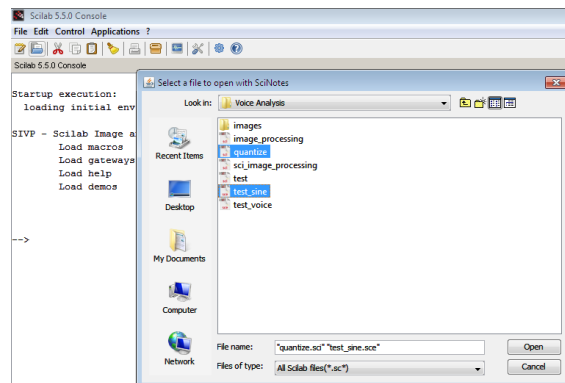 Scilab 5.5.0 Console
File Edit Control Applications ?
Scilab 5.5.0 Console
Startup execution:
loading initial env
SIVP - Scilab Image a
Load macros
Load gateways
Load help
Load demos
-->
Select a file to open with SciNotes
Look in: Voice Analysis
Recent Items
Desktop
My Documents
Computer
Network
images
image_processing
quantize
sci_image_processing
test
test_sine
test_voice
File name: "quantize.sci" "test_sine.sce" Open
Files of type: All Scilab files(*.sc*) Cancel